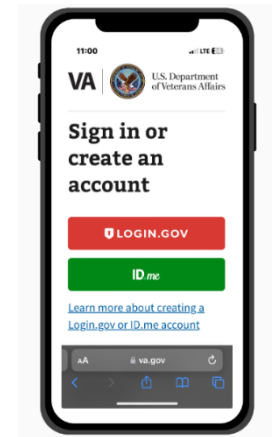 11:00
LTE
VA
U.S. Department
of Veterans Affairs
Sign in or
create an
account
LOGIN.GOV
ID.me
Learn more about creating a
Login.gov or ID.me account
AA
va.gov